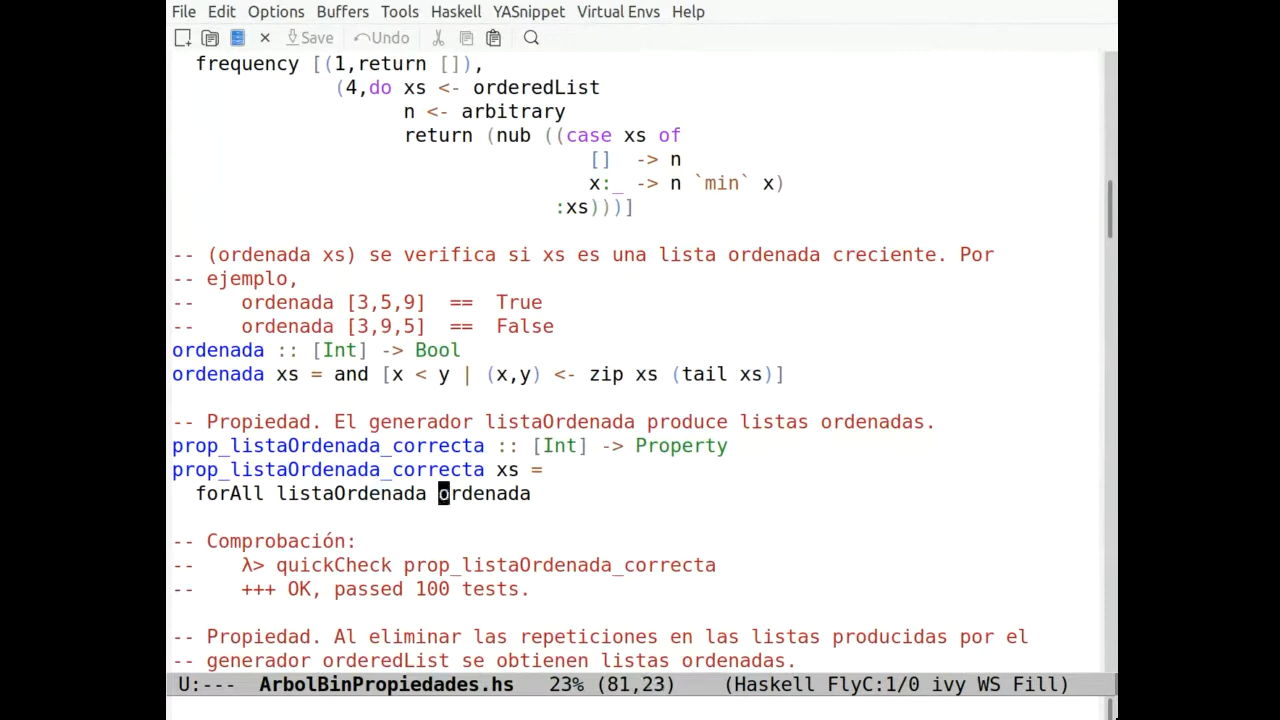 File Edit Options Buffers Tools Haskell YASnippet Virtual Envs Help
Save Undo
frequency [(1,return []),
(4,do xs <- orderedList
n <- arbitrary
return (nub ((case xs of
[] -> n
x:_ -> n `min` x)
:xs)))]
-- (ordenada xs) se verifica si xs es una lista ordenada creciente. Por
-- ejemplo,
-- ordenada [3,5,9] == True
-- ordenada [3,9,5] == False
ordenada :: [Int] -> Bool
ordenada xs = and [x < y | (x,y) <- zip xs (tail xs)]
-- Propiedad. El generador listaOrdenada produce listas ordenadas.
prop_listaOrdenada_correcta :: [Int] -> Property
prop_listaOrdenada_correcta xs =
forAll listaOrdenada ordenada
-- Comprobación:
-- λ> quickCheck prop_listaOrdenada_correcta
-- +++ OK, passed 100 tests.
-- Propiedad. Al eliminar las repeticiones en las listas producidas por el
-- generador orderedList se obtienen listas ordenadas.
U:--- ArbolBinPropiedades.hs 23% (81,23) (Haskell FlyC:1/0 ivy WS Fill)